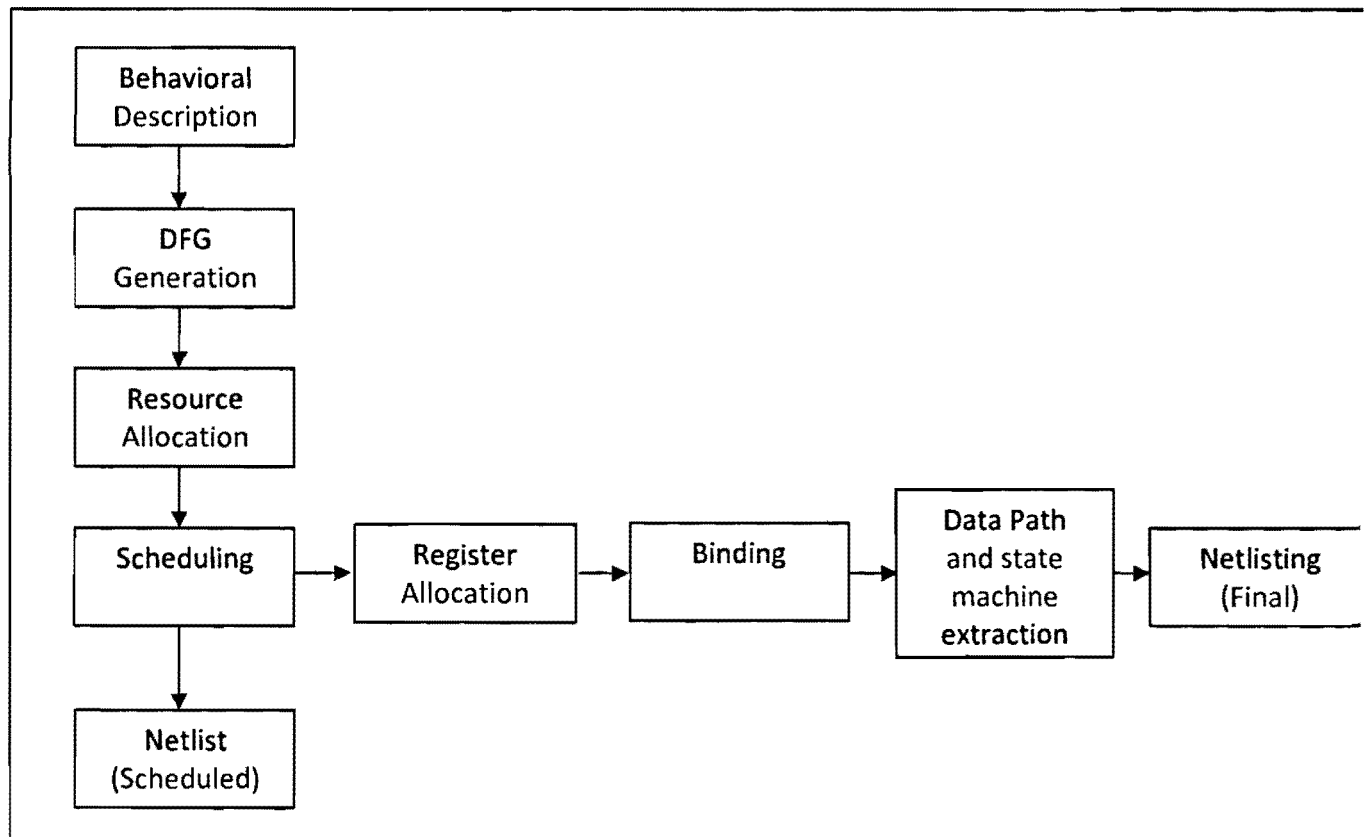 Behavioral
Description
DFG
Generation
Resource
Allocation
Scheduling
Register
Allocation
Binding
Data Path
and state
machine
extraction
Netlisting
(Final)
Netlist
(Scheduled)